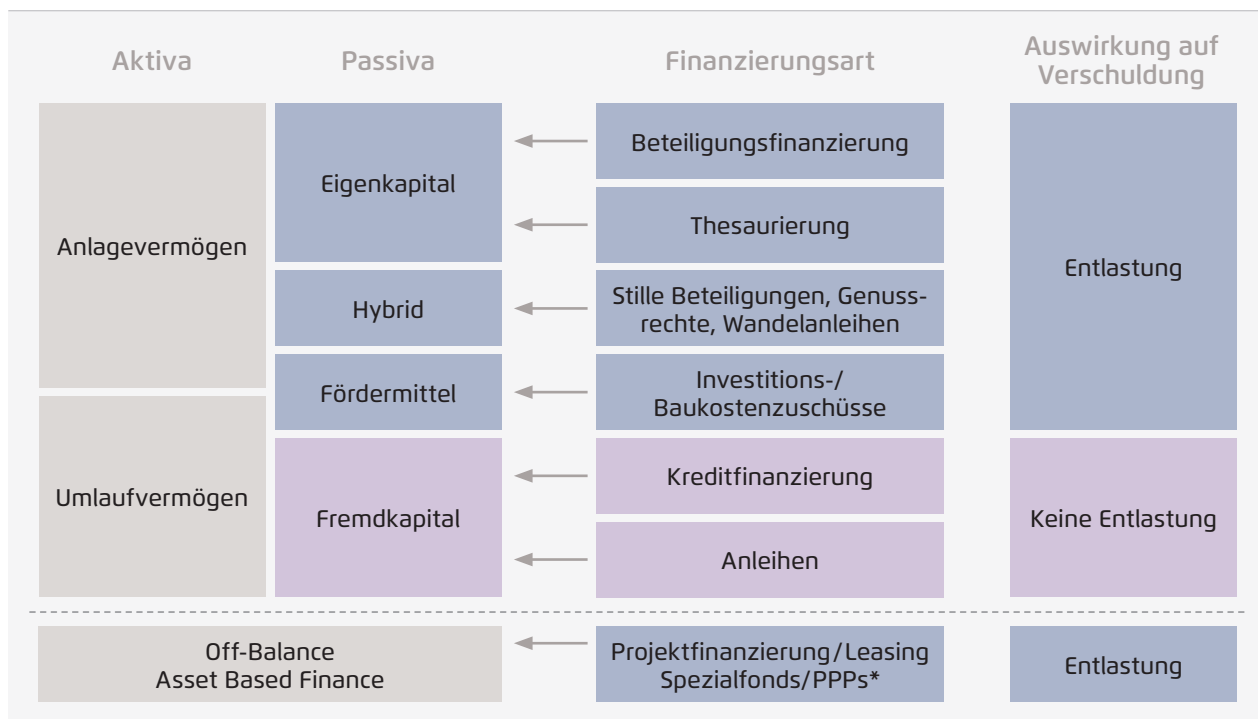 Aktiva
Passiva
Finanzierungsart
Auswirkung auf
Verschuldung
Anlagevermögen
Umlaufvermögen
Eigenkapital
Hybrid
Fördermittel
Fremdkapital
Beteiligungsfinanzierung
Thesaurierung
Stille Beteiligungen, Genuss-
rechte, Wandelanleihen
Investitions-/
Baukostenzuschüsse
Kreditfinanzierung
Anleihen
Entlastung
Keine Entlastung
Off-Balance
Asset Based Finance
Projektfinanzierung/Leasing
Spezialfonds/PPPs*
Entlastung